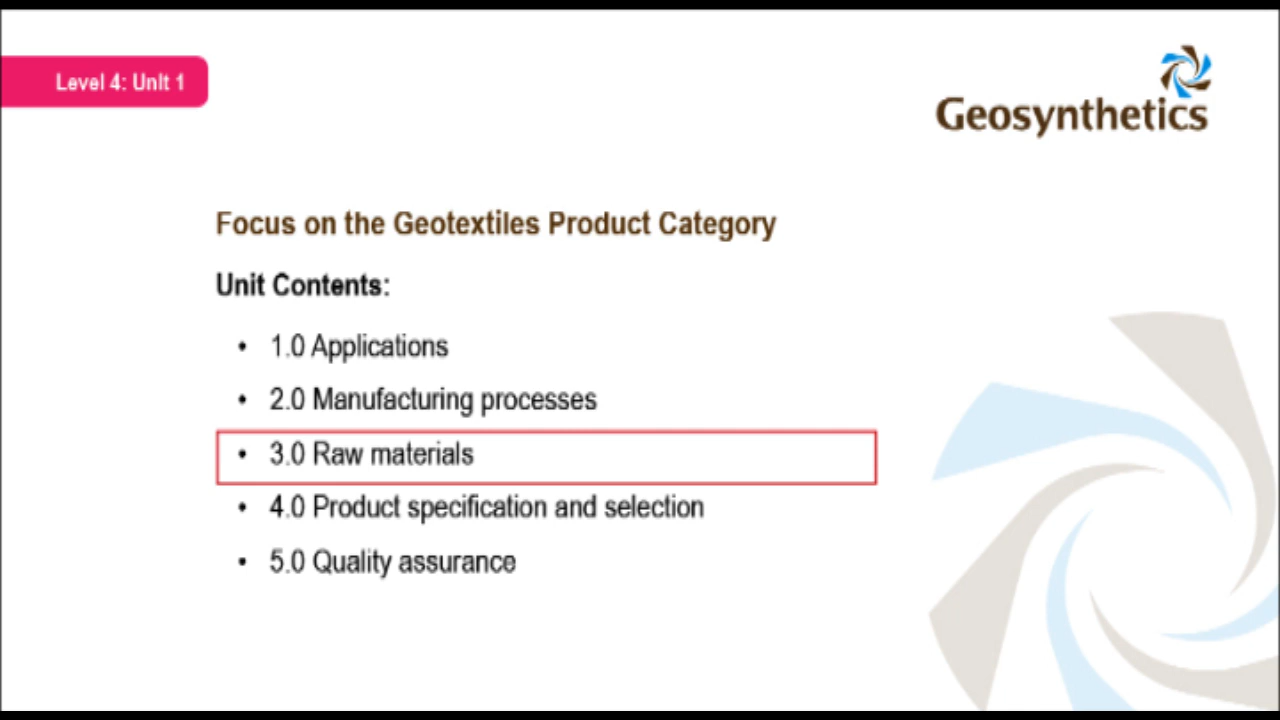 Level 4: Unit 1
Geosynthetics
Focus on the Geotextiles Product Category
Unit Contents:
• 1.0 Applications
• 2.0 Manufacturing processes
• 3.0 Raw materials
• 4.0 Product specification and selection
• 5.0 Quality assurance